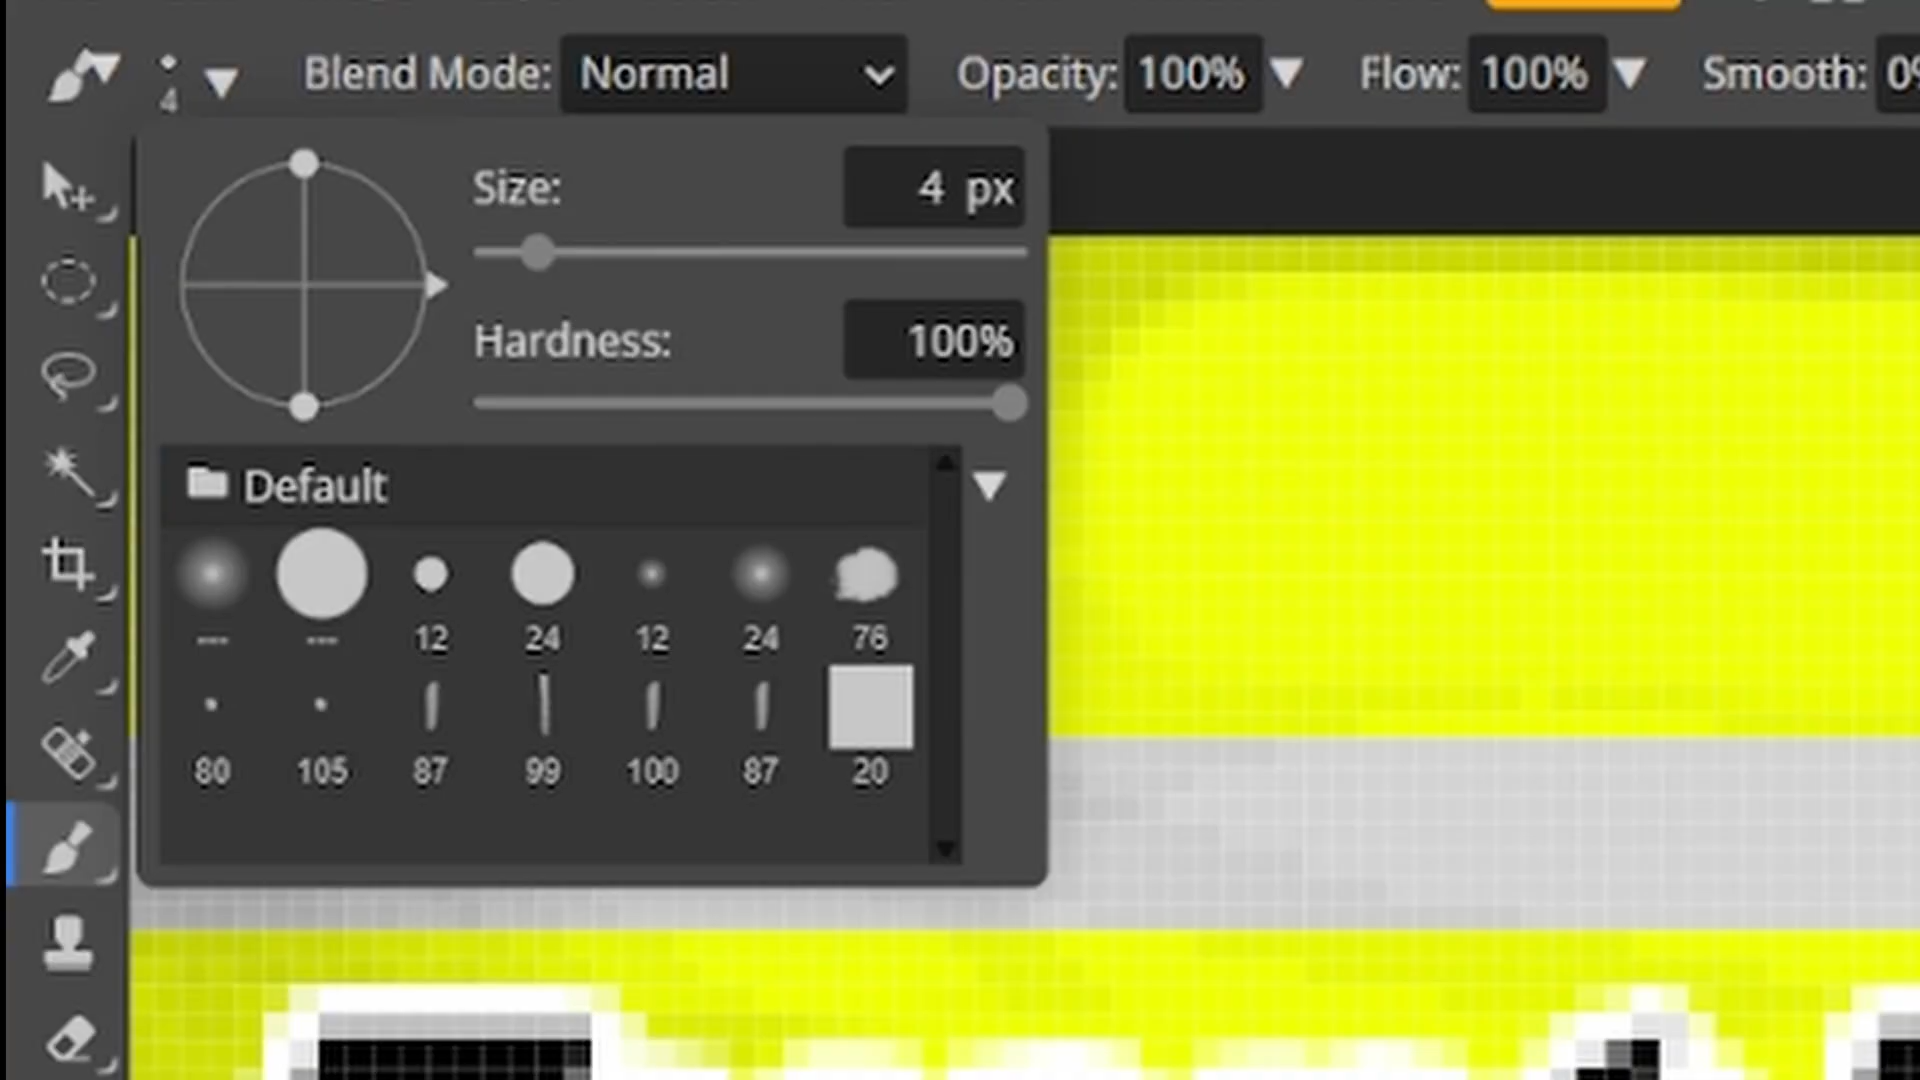 4 Blend Mode: Normal Opacity: 100% Flow: 100% Smooth:
Size: 4 px
Hardness: 100%
Default
--- --- 12 24 12 24 76
80 105 87 99 100 87 20